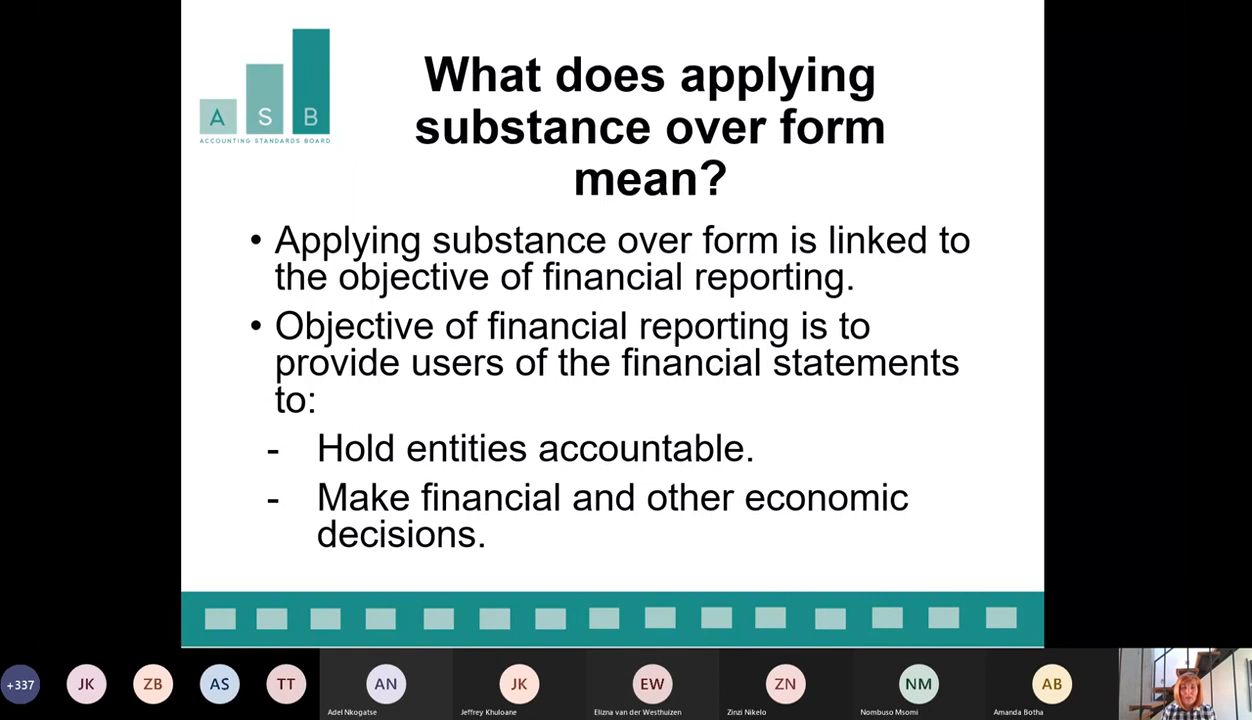 A S B
ACCOUNTING STANDARDS BOARD
What does applying
substance over form
mean?
• Applying substance over form is linked to
the objective of financial reporting.
• Objective of financial reporting is to
provide users of the financial statements
to:
- Hold entities accountable.
- Make financial and other economic
decisions.
+337 JK ZB AS TT AN JK EW ZN NM AB
Adel Nkogatse Jeffrey Khuloane Elizna van der Westhuizen Zinzi Nikelo Nombuso Msomi Amanda Botha